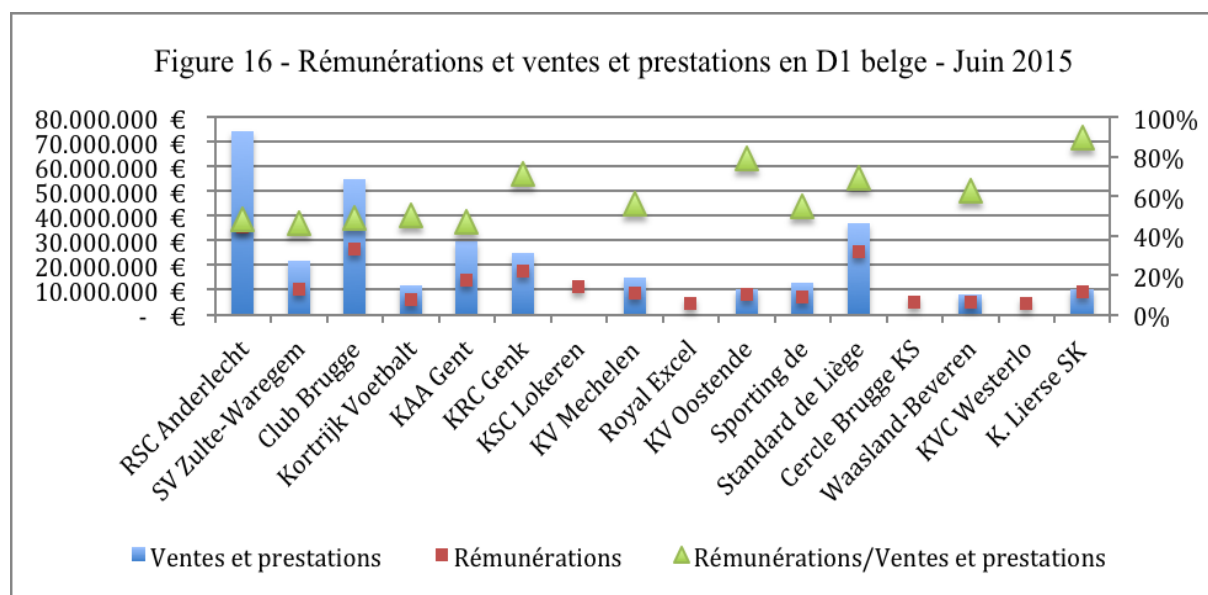 Figure 16 - Rémunérations et ventes et prestations en D1 belge - Juin 2015
80.000.000 €
70.000.000 €
60.000.000 €
50.000.000 €
40.000.000 €
30.000.000 €
20.000.000 €
10.000.000 €
- €
100%
80%
60%
40%
20%
0%
RSC Anderlecht
SV Zulte-Waregem
Club Brugge
Kortrijk Voetbalt
KAA Gent
KRC Genk
KSC Lokeren
KV Mechelen
Royal Excel
KV Oostende
Sporting de
Standard de Liège
Cercle Brugge KS
Waasland-Beveren
KVC Westerlo
K. Lierse SK
Ventes et prestations
Rémunérations
Rémunérations/Ventes et prestations